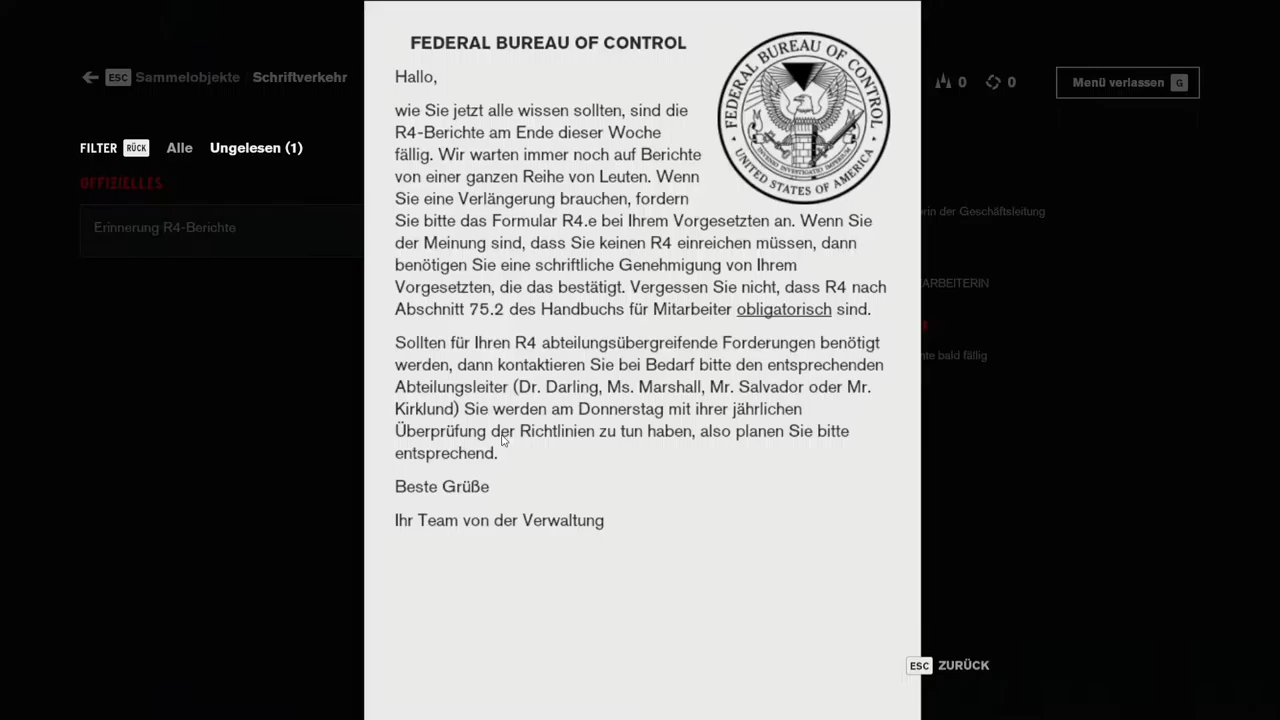 FEDERAL BUREAU OF CONTROL
FEDERAL BUREAU OF CONTROL
UNITED STATES OF AMERICA
Hallo,
wie Sie jetzt alle wissen sollten, sind die
R4-Berichte am Ende dieser Woche
fällig. Wir warten immer noch auf Berichte
von einer ganzen Reihe von Leuten. Wenn
Sie eine Verlängerung brauchen, fordern
Sie bitte das Formular R4.e bei Ihrem Vorgesetzten an. Wenn Sie
der Meinung sind, dass Sie keinen R4 einreichen müssen, dann
benötigen Sie eine schriftliche Genehmigung von Ihrem
Vorgesetzten, die das bestätigt. Vergessen Sie nicht, dass R4 nach
Abschnitt 75.2 des Handbuchs für Mitarbeiter obligatorisch sind.
Sollten für Ihren R4 abteilungsübergreifende Forderungen benötigt
werden, dann kontaktieren Sie bei Bedarf bitte den entsprechenden
Abteilungsleiter (Dr. Darling, Ms. Marshall, Mr. Salvador oder Mr.
Kirklund) Sie werden am Donnerstag mit ihrer jährlichen
Überprüfung der Richtlinien zu tun haben, also planen Sie bitte
entsprechend.
Beste Grüße
Ihr Team von der Verwaltung
ESC Sammelobjekte Schriftverkehr
FILTER RÜCK Alle Ungelesen (1)
OFFIZIELLES
Erinnerung R4-Berichte
0 0
Menü verlassen G
der Geschäftsleitung
bald fällig
ESC ZURÜCK